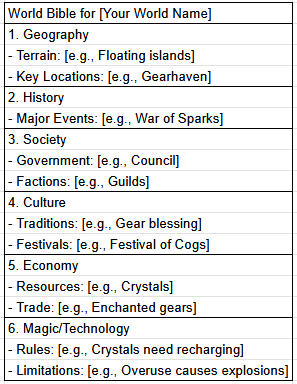 World Bible for [Your World Name]
1. Geography
- Terrain: [e.g., Floating islands]
- Key Locations: [e.g., Gearhaven]
2. History
- Major Events: [e.g., War of Sparks]
3. Society
- Government: [e.g., Council]
- Factions: [e.g., Guilds]
4. Culture
- Traditions: [e.g., Gear blessing]
- Festivals: [e.g., Festival of Cogs]
5. Economy
- Resources: [e.g., Crystals]
- Trade: [e.g., Enchanted gears]
6. Magic/Technology
- Rules: [e.g., Crystals need recharging]
- Limitations: [e.g., Overuse causes explosions]